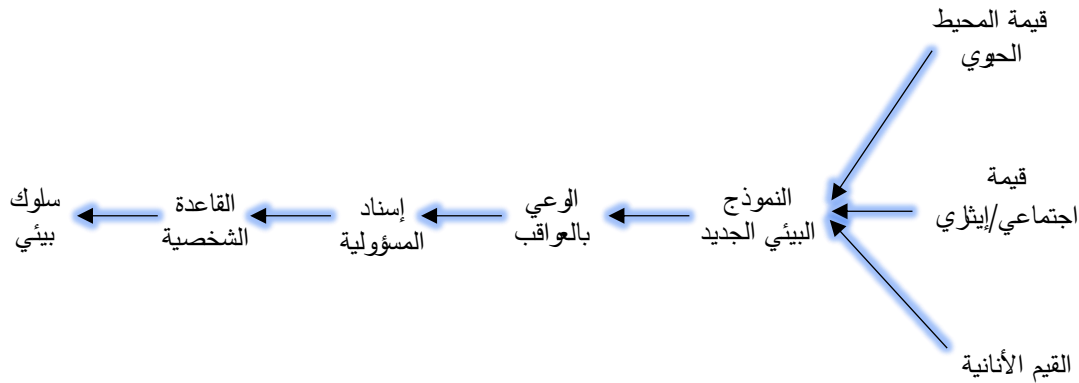 قيمة المحيط
الحيوي
قيمة
اجتماعي/إيثاري
القيم الأنانية
النموذج
البيئي الجديد
الوعي
بالعواقب
إسناد
المسؤولية
القاعدة
الشخصية
سلوك
بيئي